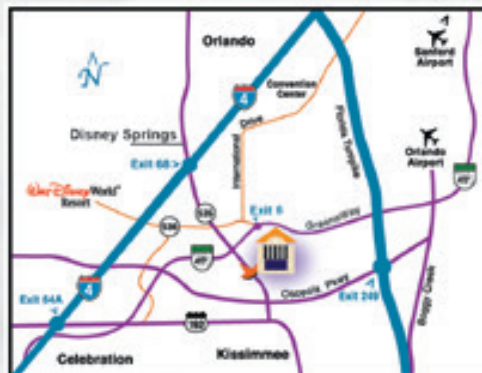 Orlando
Sanford
Airport
N
4
Convention
Center
International Drive
Florida Turnpike
Disney Springs
Exit 68>
Orlando
Airport
417
Walt Disney World
Resort
536
535
Exit 6
GreeneWay
417
Osceola Pkwy
Exit 249
Boggy Creek
4
Exit 64A
192
Celebration
Kissimmee